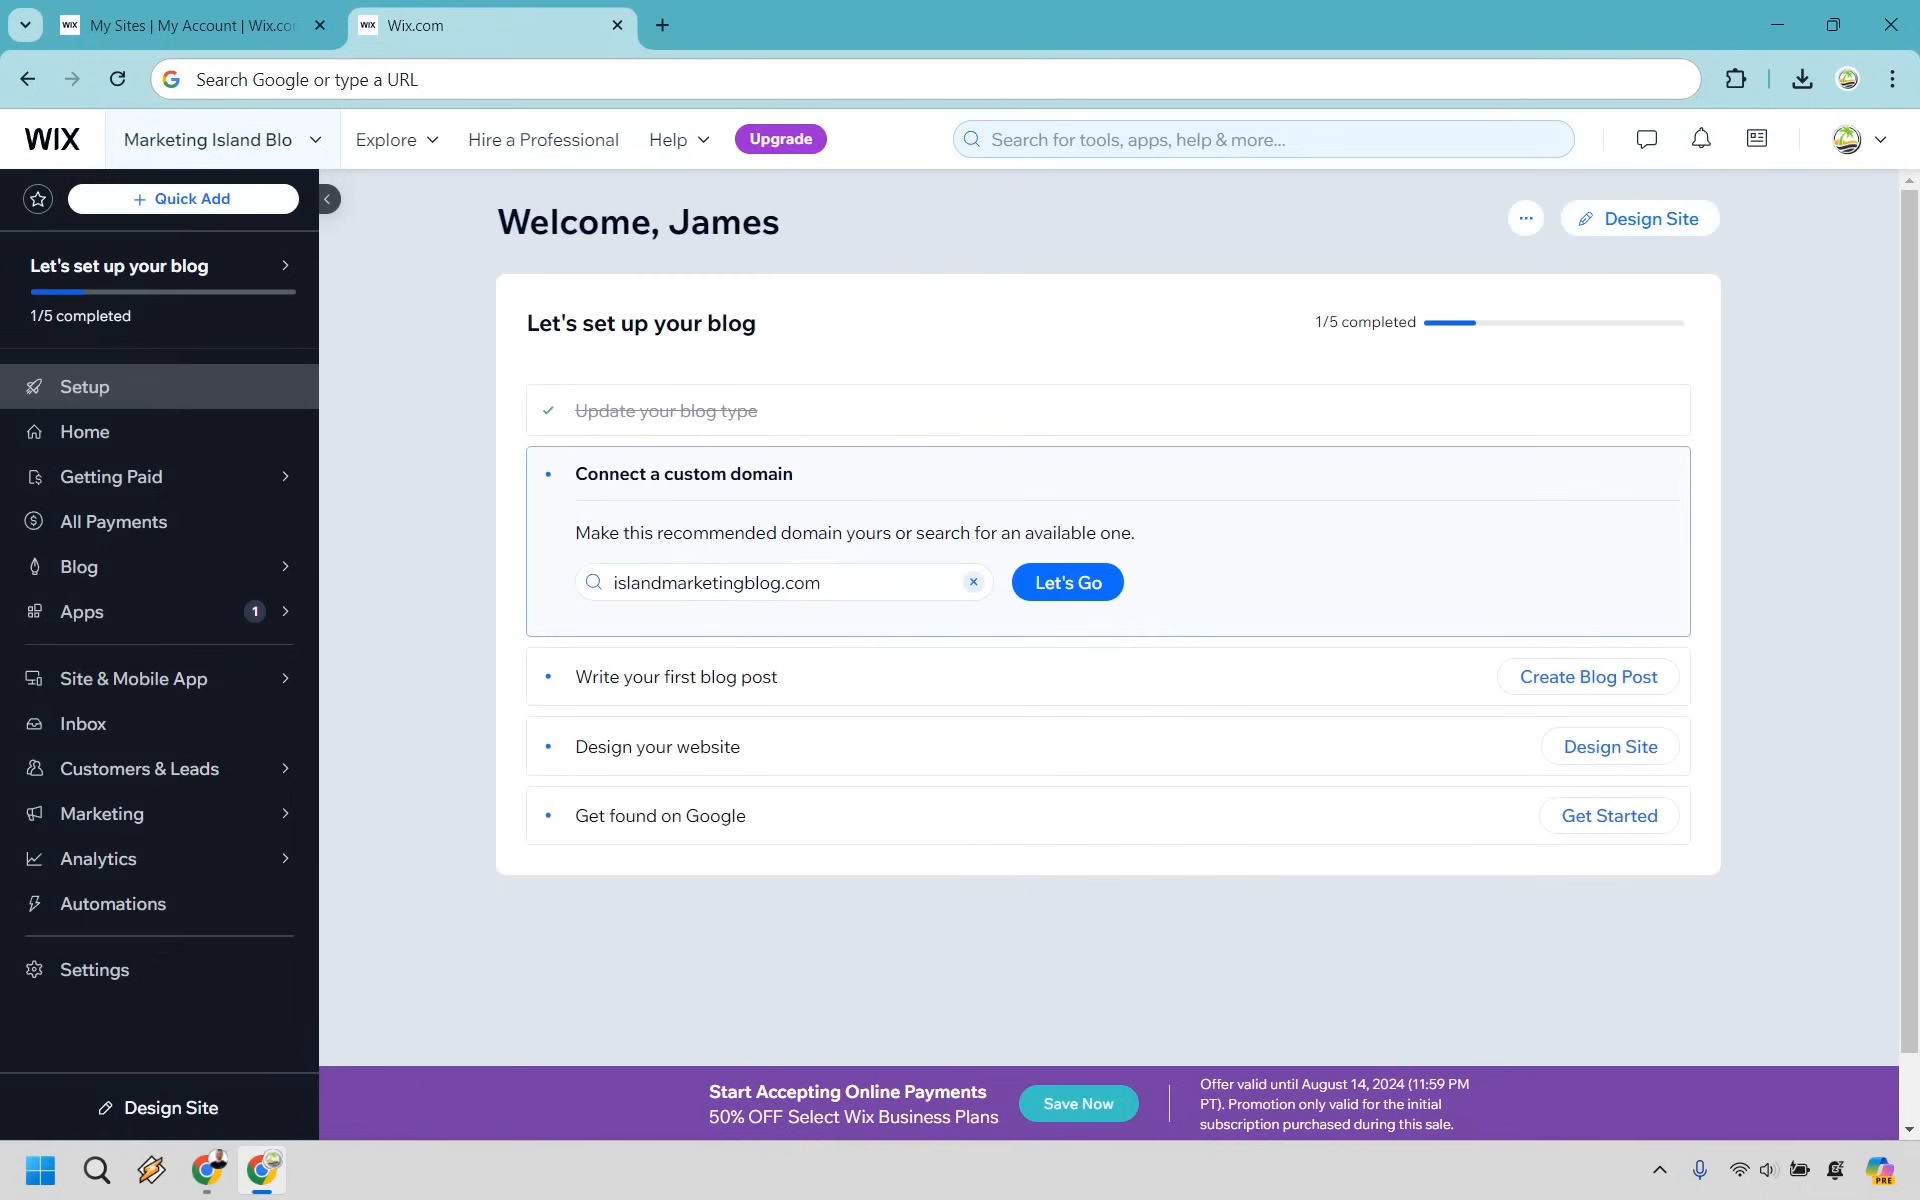 WIX My Sites | My Account | Wix.co
WIX Wix.com
Search Google or type a URL
WIX
Marketing Island Blo
Explore
Hire a Professional
Help
Upgrade
Search for tools, apps, help & more...
+ Quick Add
Let's set up your blog
1/5 completed
Setup
Home
Getting Paid
All Payments
Blog
Apps 1
Site & Mobile App
Inbox
Customers & Leads
Marketing
Analytics
Automations
Settings
Design Site
Welcome, James
... Design Site
Let's set up your blog
1/5 completed
Update your blog type
Connect a custom domain
Make this recommended domain yours or search for an available one.
islandmarketingblog.com
Let's Go
Write your first blog post
Create Blog Post
Design your website
Design Site
Get found on Google
Get Started
Start Accepting Online Payments
50% OFF Select Wix Business Plans
Save Now
Offer valid until August 14, 2024 (11:59 PM
PT). Promotion only valid for the initial
subscription purchased during this sale.
PRE